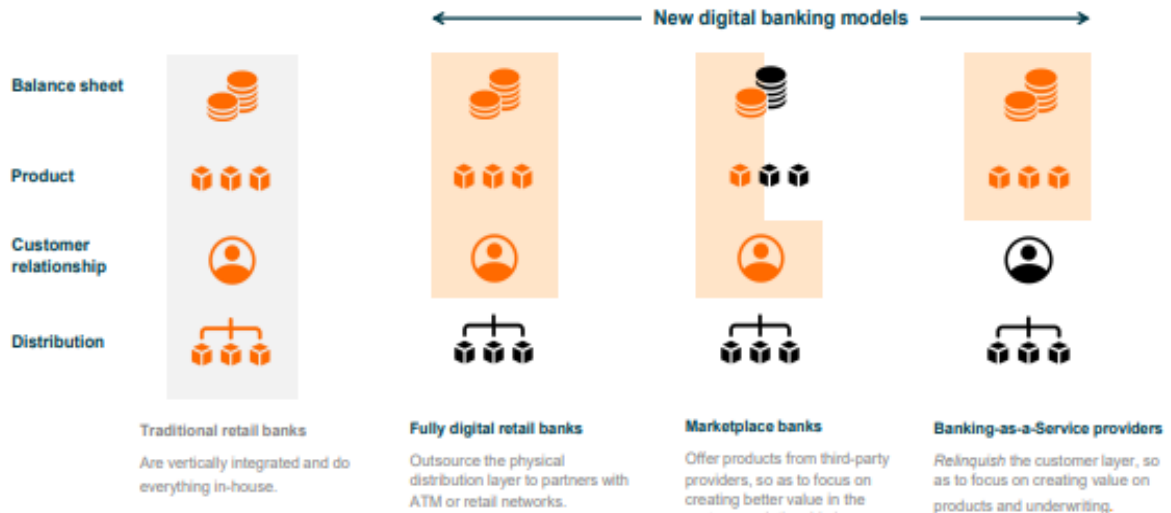 New digital banking models
Balance sheet
Product
Customer
relationship
Distribution
Traditional retail banks
Are vertically integrated and do
everything in-house.
Fully digital retail banks
Outsource the physical
distribution layer to partners with
ATM or retail networks.
Marketplace banks
Offer products from third-party
providers, so as to focus on
creating better value in the
Banking-as-a-Service providers
Relinquish the customer layer, so
as to focus on creating value on
products and underwriting.